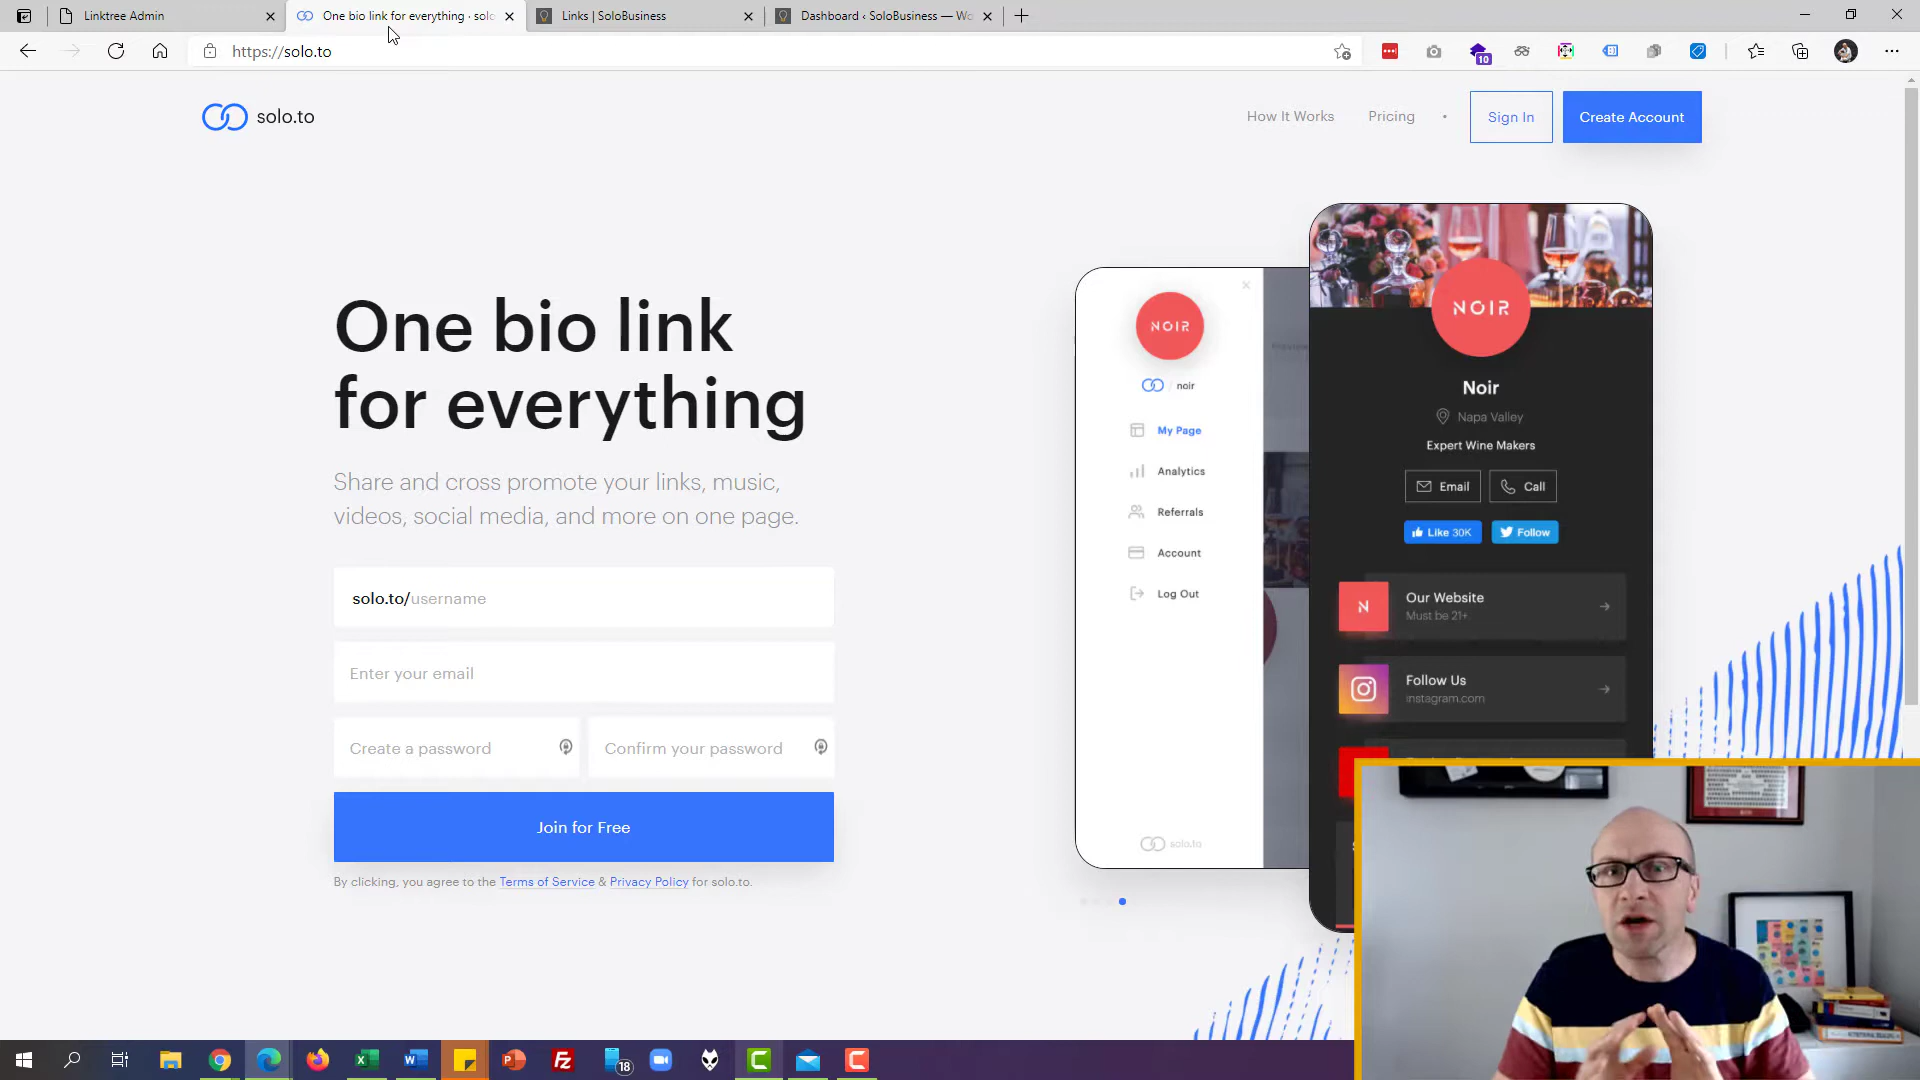 Linktree Admin
One bio link for everything · solo
Links | SoloBusiness
Dashboard ‹ SoloBusiness — Wo
https://solo.to
10
solo.to
How It Works
Pricing
Sign In
Create Account
One bio link
for everything
Share and cross promote your links, music,
videos, social media, and more on one page.
solo.to/username
Enter your email
Create a password
Confirm your password
Join for Free
By clicking, you agree to the Terms of Service & Privacy Policy for solo.to.
NOIR
noir
My Page
Analytics
Referrals
Account
Log Out
solo.to
NOIR
Noir
Napa Valley
Expert Wine Makers
Email
Call
Like 30K
Follow
N
Our Website
Must be 21+
Follow Us
instagram.com
18